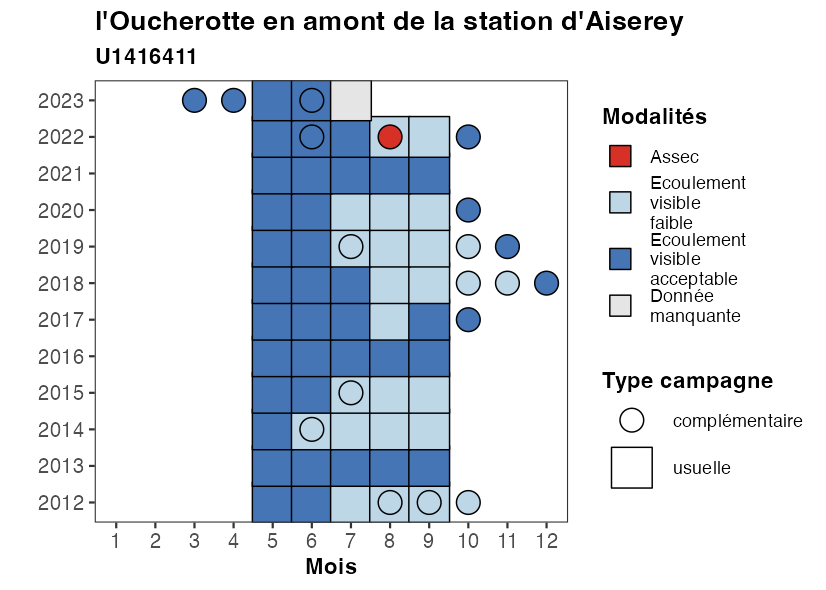 l'Oucherotte en amont de la station d'Aiserey
U1416411
2023
2022
2021
2020
2019
2018
2017
2016
2015
2014
2013
2012
1 2 3 4 5 6 7 8 9 10 11 12
Mois
Modalités
Assec
Ecoulement
visible
faible
Ecoulement
visible
acceptable
Donnée
manquante
Type campagne
complémentaire
usuelle